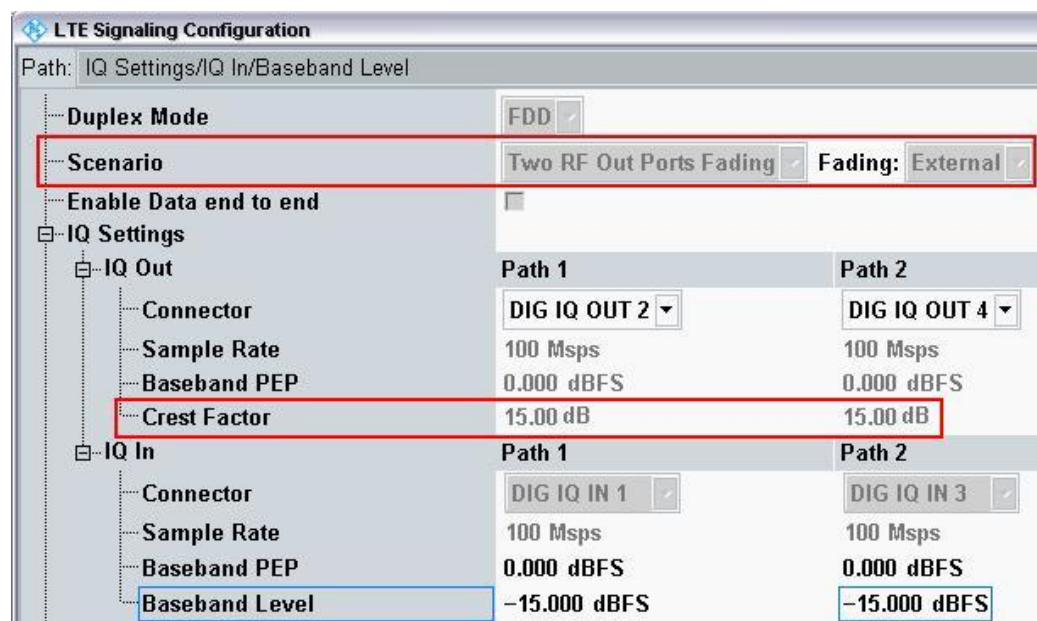 LTE Signaling Configuration
Path: IQ Settings/IQ In/Baseband Level
Duplex Mode FDD
Scenario Two RF Out Ports Fading Fading: External
Enable Data end to end
IQ Settings
IQ Out Path 1 Path 2
Connector DIG IQ OUT 2 DIG IQ OUT 4
Sample Rate 100 Msps 100 Msps
Baseband PEP 0.000 dBFS 0.000 dBFS
Crest Factor 15.00 dB 15.00 dB
IQ In Path 1 Path 2
Connector DIG IQ IN 1 DIG IQ IN 3
Sample Rate 100 Msps 100 Msps
Baseband PEP 0.000 dBFS 0.000 dBFS
Baseband Level −15.000 dBFS −15.000 dBFS